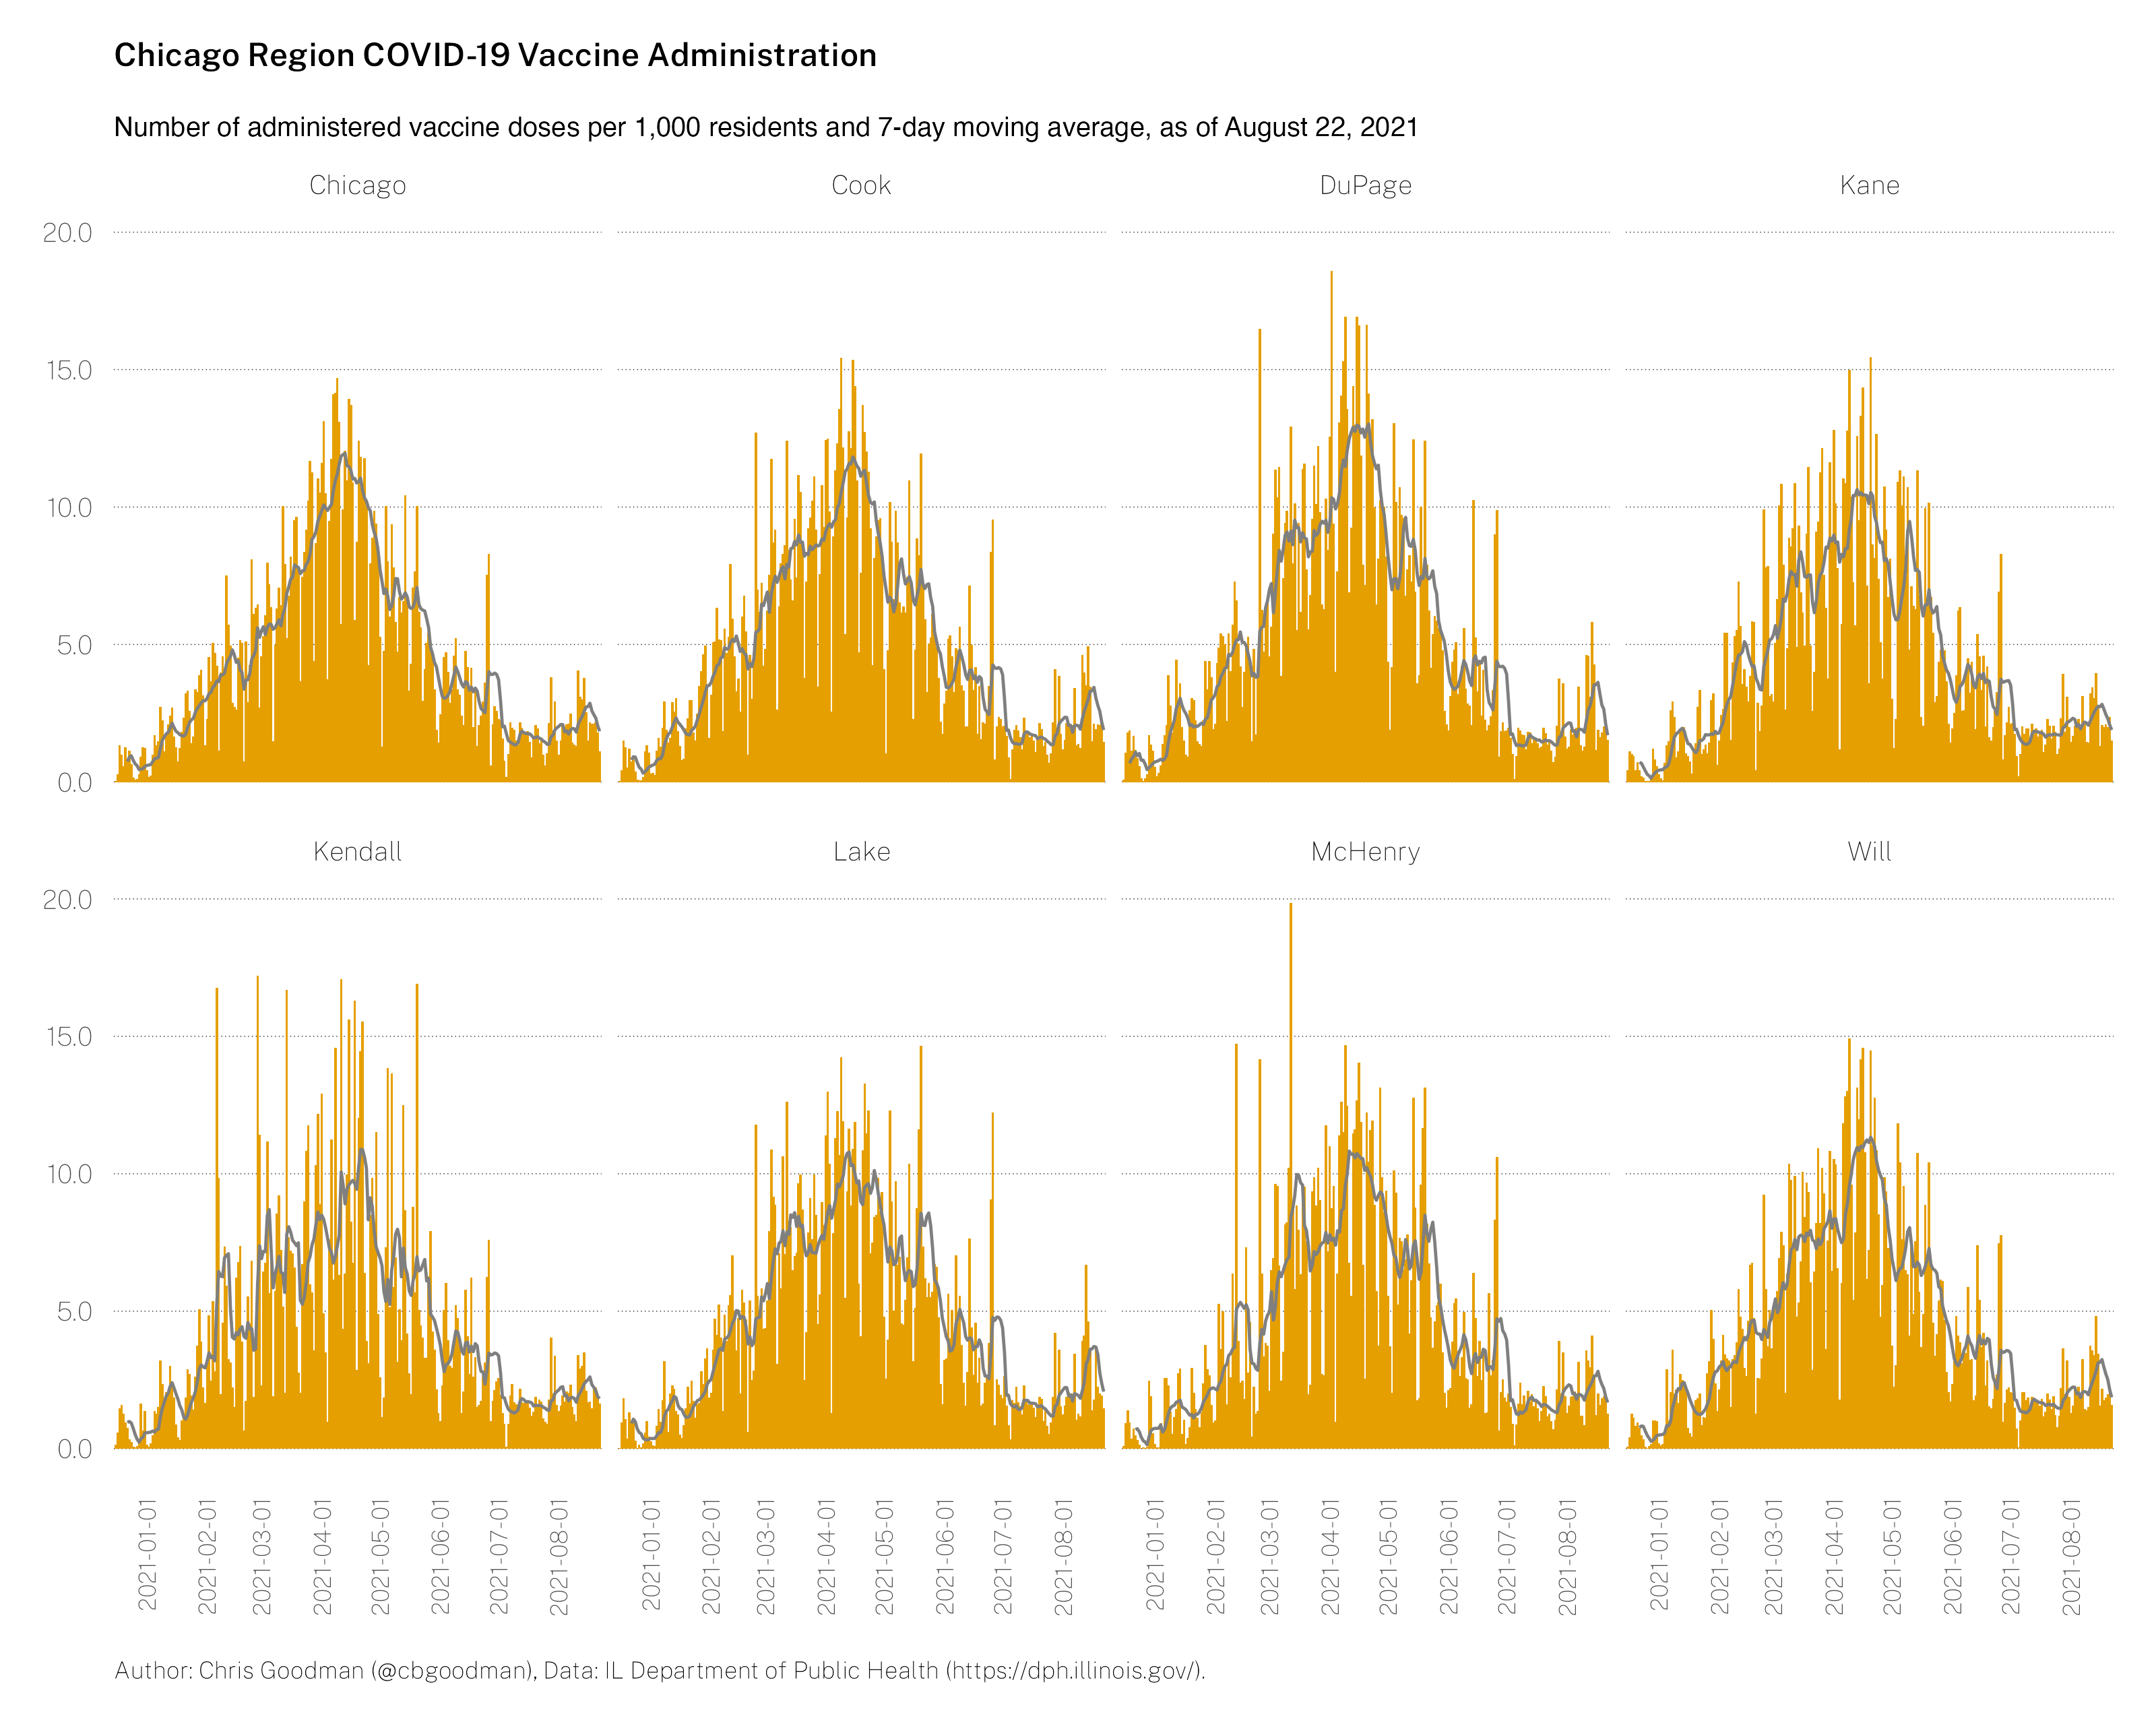 Chicago Region COVID-19 Vaccine Administration
Number of administered vaccine doses per 1,000 residents and 7-day moving average, as of August 22, 2021
Chicago Cook DuPage Kane
20.0
15.0
10.0
5.0
0.0
Kendall Lake McHenry Will
20.0
15.0
10.0
5.0
0.0
2021-01-01 2021-02-01 2021-03-01 2021-04-01 2021-05-01 2021-06-01 2021-07-01 2021-08-01 2021-01-01 2021-02-01 2021-03-01 2021-04-01 2021-05-01 2021-06-01 2021-07-01 2021-08-01 2021-01-01 2021-02-01 2021-03-01 2021-04-01 2021-05-01 2021-06-01 2021-07-01 2021-08-01 2021-01-01 2021-02-01 2021-03-01 2021-04-01 2021-05-01 2021-06-01 2021-07-01 2021-08-01
Author: Chris Goodman (@cbgoodman), Data: IL Department of Public Health (https://dph.illinois.gov/).